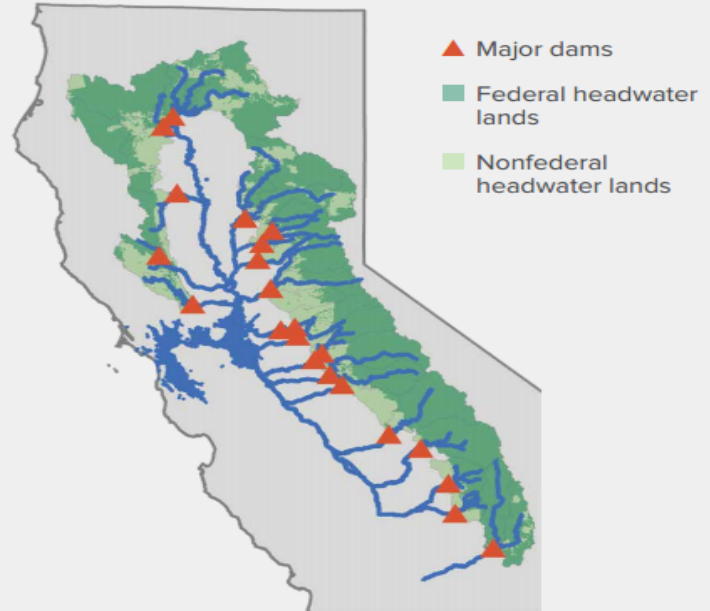 Major dams
Federal headwater
lands
Nonfederal
headwater lands